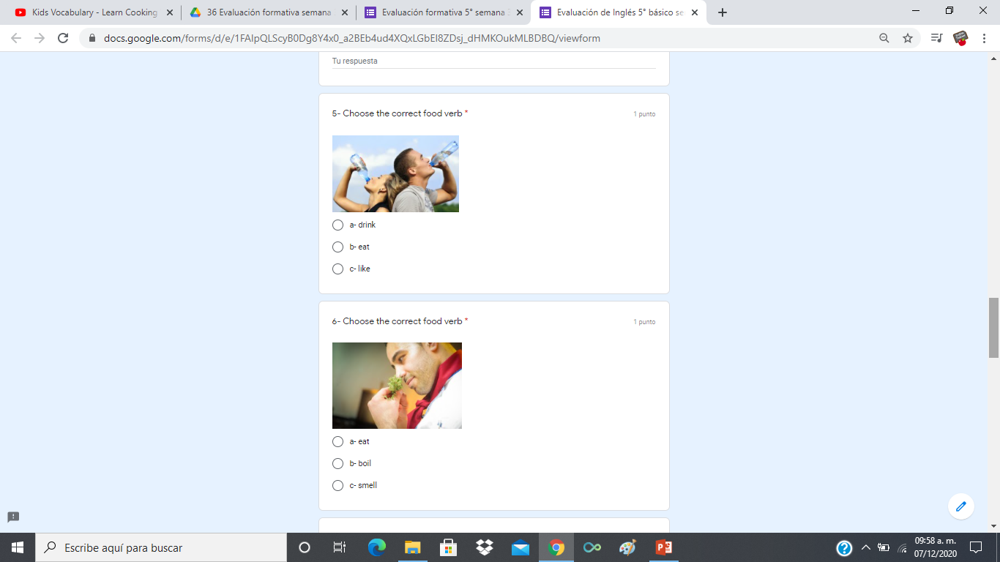 Kids Vocabulary - Learn Cooking
36 Evaluación formativa semana
Evaluación formativa 5° semana
Evaluación de Inglés 5° básico se
docs.google.com/forms/d/e/1FAIpQLScyB0Dg8Y4x0_a2BEb4ud4XQxLGbEI8ZDsj_dHMKOukMLBDBQ/viewform
Tu respuesta
5- Choose the correct food verb *
1 punto
a- drink
b- eat
c- like
6- Choose the correct food verb *
1 punto
a- eat
b- boil
c- smell
Escribe aquí para buscar
09:58 a. m.
07/12/2020